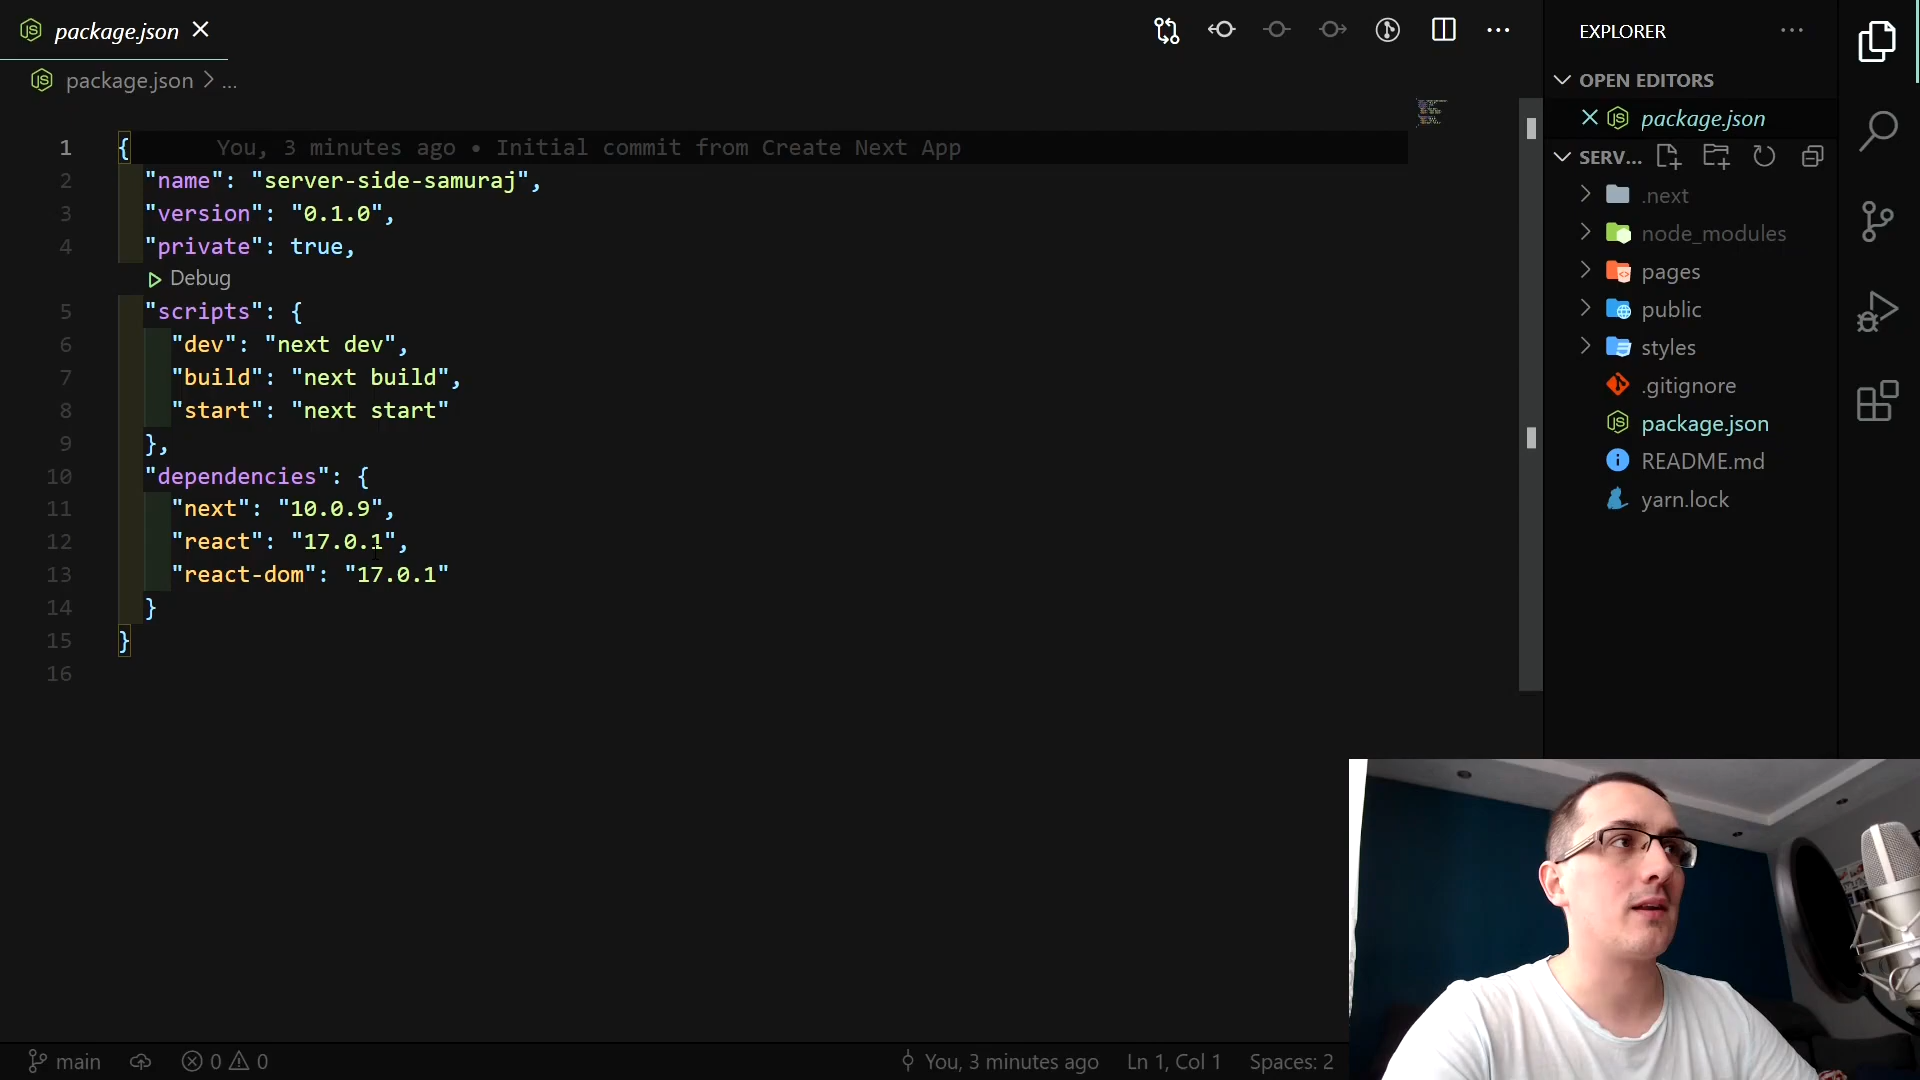 package.json
EXPLORER
package.json > ...
OPEN EDITORS
package.json
SERV...
.next
node_modules
pages
public
styles
.gitignore
package.json
README.md
yarn.lock
1 { You, 3 minutes ago • Initial commit from Create Next App
2 "name": "server-side-samuraj",
3 "version": "0.1.0",
4 "private": true,
Debug
5 "scripts": {
6 "dev": "next dev",
7 "build": "next build",
8 "start": "next start"
9 },
10 "dependencies": {
11 "next": "10.0.9",
12 "react": "17.0.1",
13 "react-dom": "17.0.1"
14 }
15 }
16
main 0 0 You, 3 minutes ago Ln 1, Col 1 Spaces: 2